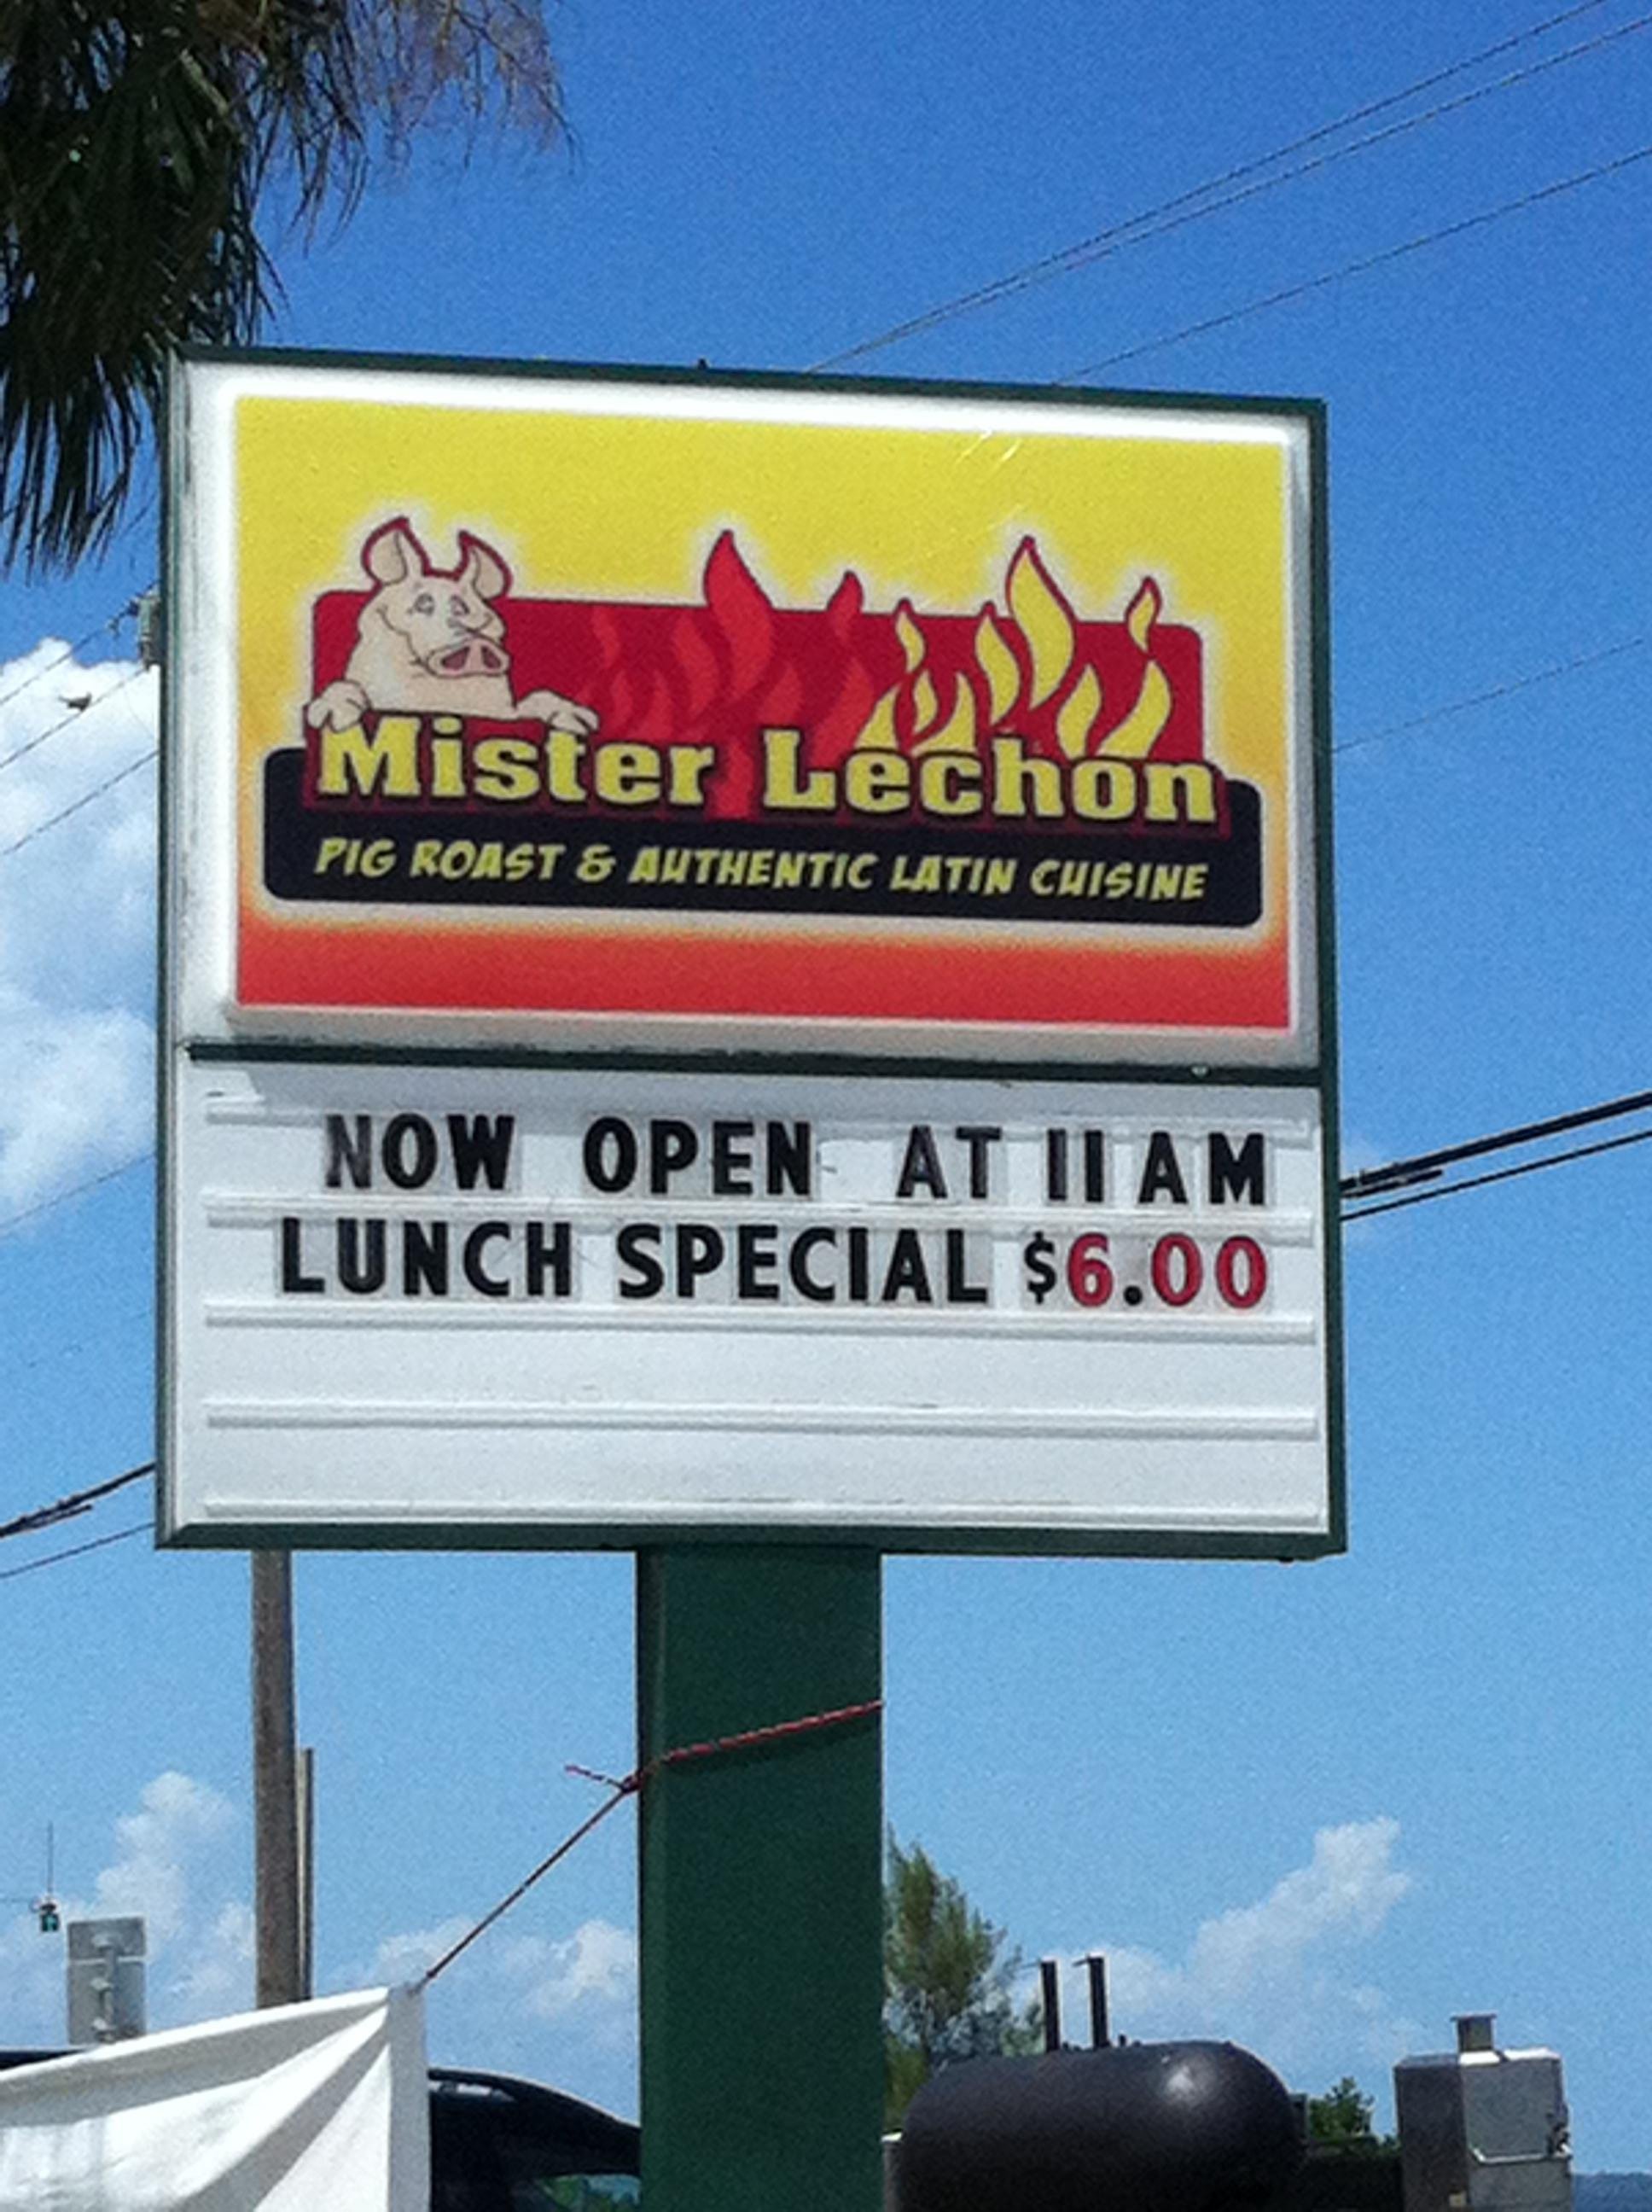 Mister Lechon
PIG ROAST & AUTHENTIC LATIN CUISINE
NOW OPEN AT 11 AM
LUNCH SPECIAL $6.00